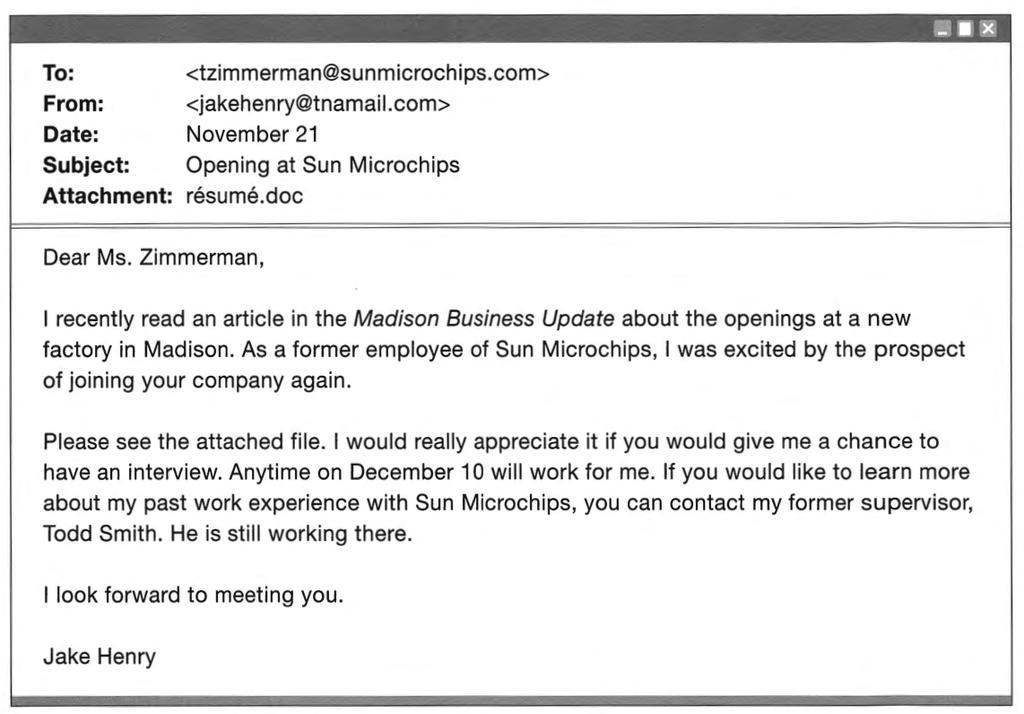 To: <tzimmerman@sunmicrochips.com>
From: <jakehenry@tnamail.com>
Date: November 21
Subject: Opening at Sun Microchips
Attachment: résumé.doc
Dear Ms. Zimmerman,
I recently read an article in the Madison Business Update about the openings at a new
factory in Madison. As a former employee of Sun Microchips, I was excited by the prospect
of joining your company again.
Please see the attached file. I would really appreciate it if you would give me a chance to
have an interview. Anytime on December 10 will work for me. If you would like to learn more
about my past work experience with Sun Microchips, you can contact my former supervisor,
Todd Smith. He is still working there.
I look forward to meeting you.
Jake Henry